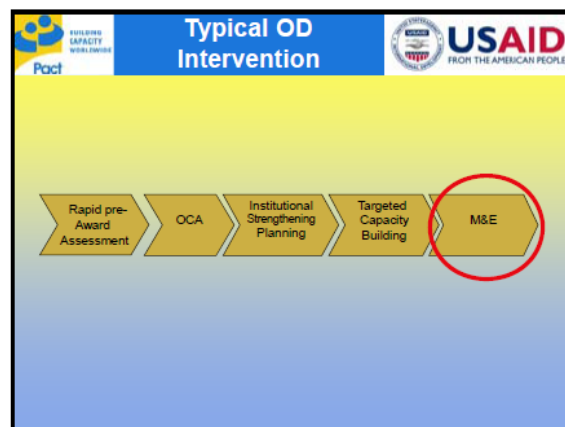 BUILDING
CAPACITY
WORLDWIDE
Pact
Typical OD
Intervention
USAID
FROM THE AMERICAN PEOPLE
Rapid pre-
Award
Assessment
OCA
Institutional
Strengthening
Planning
Targeted
Capacity
Building
M&E